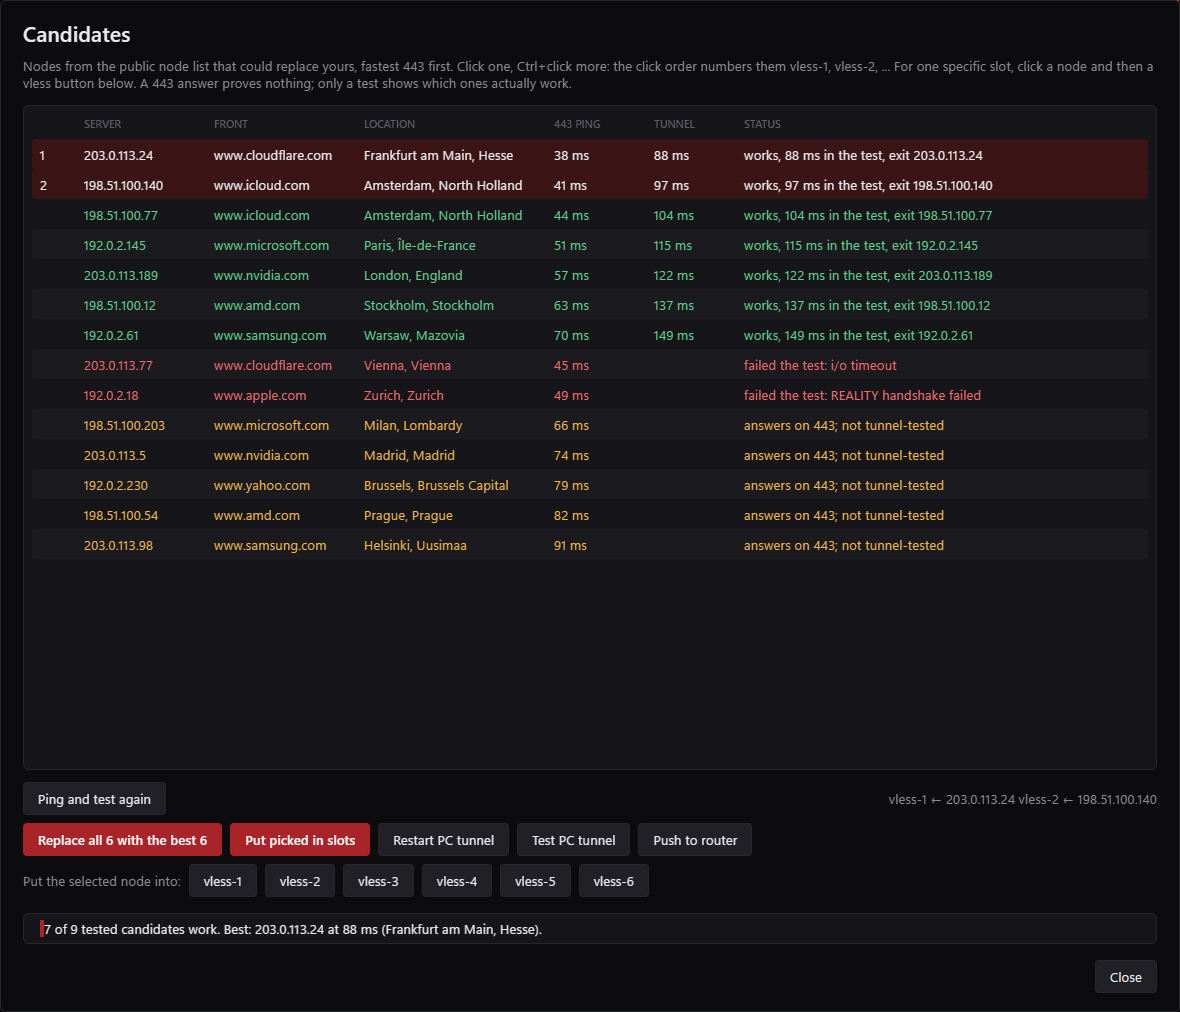 Candidates
Nodes from the public node list that could replace yours, fastest 443 first. Click one, Ctrl+click more: the click order numbers them vless-1, vless-2, ... For one specific slot, click a node and then a
vless button below. A 443 answer proves nothing; only a test shows which ones actually work.
SERVER FRONT LOCATION 443 PING TUNNEL STATUS
1 203.0.113.24 www.cloudflare.com Frankfurt am Main, Hesse 38 ms 88 ms works, 88 ms in the test, exit 203.0.113.24
2 198.51.100.140 www.icloud.com Amsterdam, North Holland 41 ms 97 ms works, 97 ms in the test, exit 198.51.100.140
198.51.100.77 www.icloud.com Amsterdam, North Holland 44 ms 104 ms works, 104 ms in the test, exit 198.51.100.77
192.0.2.145 www.microsoft.com Paris, Île-de-France 51 ms 115 ms works, 115 ms in the test, exit 192.0.2.145
203.0.113.189 www.nvidia.com London, England 57 ms 122 ms works, 122 ms in the test, exit 203.0.113.189
198.51.100.12 www.amd.com Stockholm, Stockholm 63 ms 137 ms works, 137 ms in the test, exit 198.51.100.12
192.0.2.61 www.samsung.com Warsaw, Mazovia 70 ms 149 ms works, 149 ms in the test, exit 192.0.2.61
203.0.113.77 www.cloudflare.com Vienna, Vienna 45 ms failed the test: i/o timeout
192.0.2.18 www.apple.com Zurich, Zurich 49 ms failed the test: REALITY handshake failed
198.51.100.203 www.microsoft.com Milan, Lombardy 66 ms answers on 443; not tunnel-tested
203.0.113.5 www.nvidia.com Madrid, Madrid 74 ms answers on 443; not tunnel-tested
192.0.2.230 www.yahoo.com Brussels, Brussels Capital 79 ms answers on 443; not tunnel-tested
198.51.100.54 www.amd.com Prague, Prague 82 ms answers on 443; not tunnel-tested
203.0.113.98 www.samsung.com Helsinki, Uusimaa 91 ms answers on 443; not tunnel-tested
Ping and test again vless-1 ← 203.0.113.24 vless-2 ← 198.51.100.140
Replace all 6 with the best 6 Put picked in slots Restart PC tunnel Test PC tunnel Push to router
Put the selected node into: vless-1 vless-2 vless-3 vless-4 vless-5 vless-6
7 of 9 tested candidates work. Best: 203.0.113.24 at 88 ms (Frankfurt am Main, Hesse).
Close